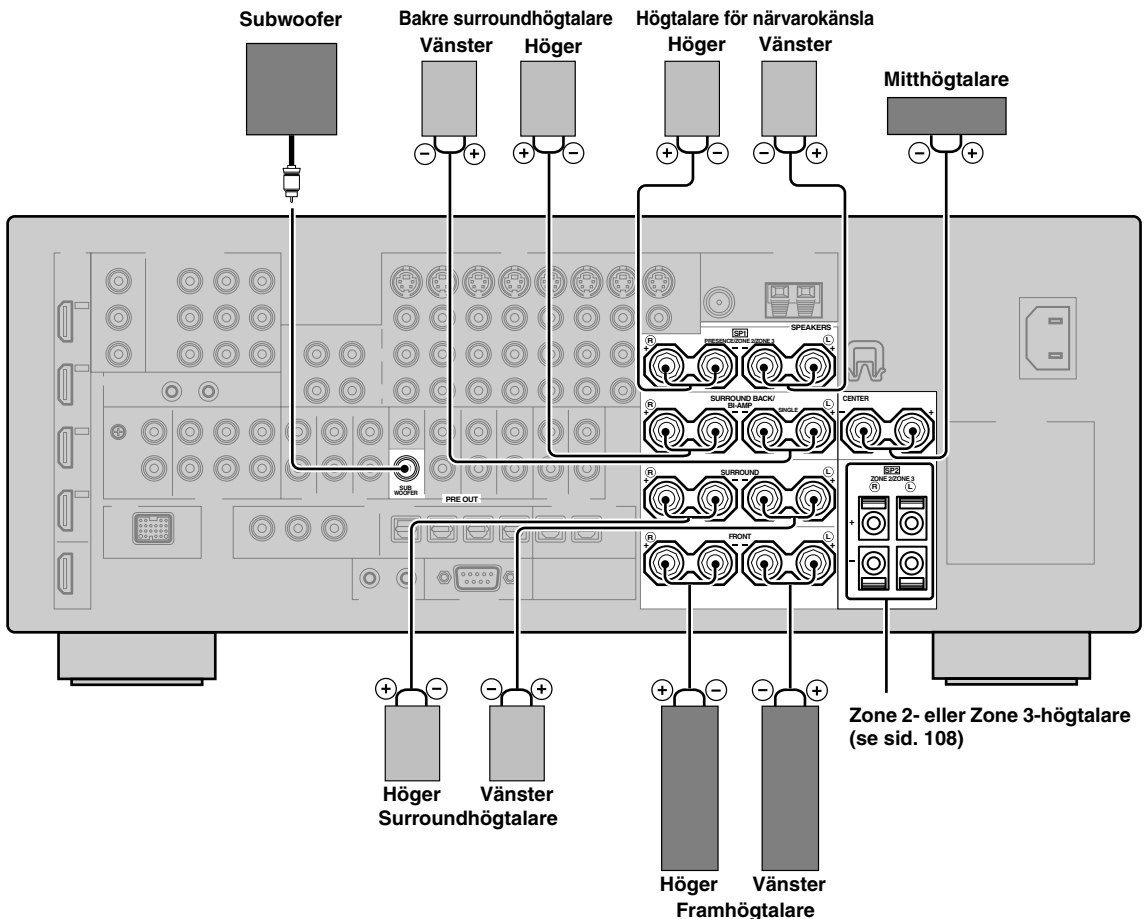 Subwoofer
Bakre surroundhögtalare
Vänster Höger
Högtalare för närvarokänsla
Höger Vänster
Mitthögtalare
SPEAKERS
SP1
PRESENCE/ZONE 2/ZONE 3
R L
SURROUND BACK/
BI-AMP
SINGLE
R L
CENTER
SURROUND
R L
SP2
ZONE 2/ZONE 3
R L
SUB
WOOFER
PRE OUT
FRONT
R L
Höger Vänster
Surroundhögtalare
Höger Vänster
Framhögtalare
Zone 2- eller Zone 3-högtalare
(se sid. 108)